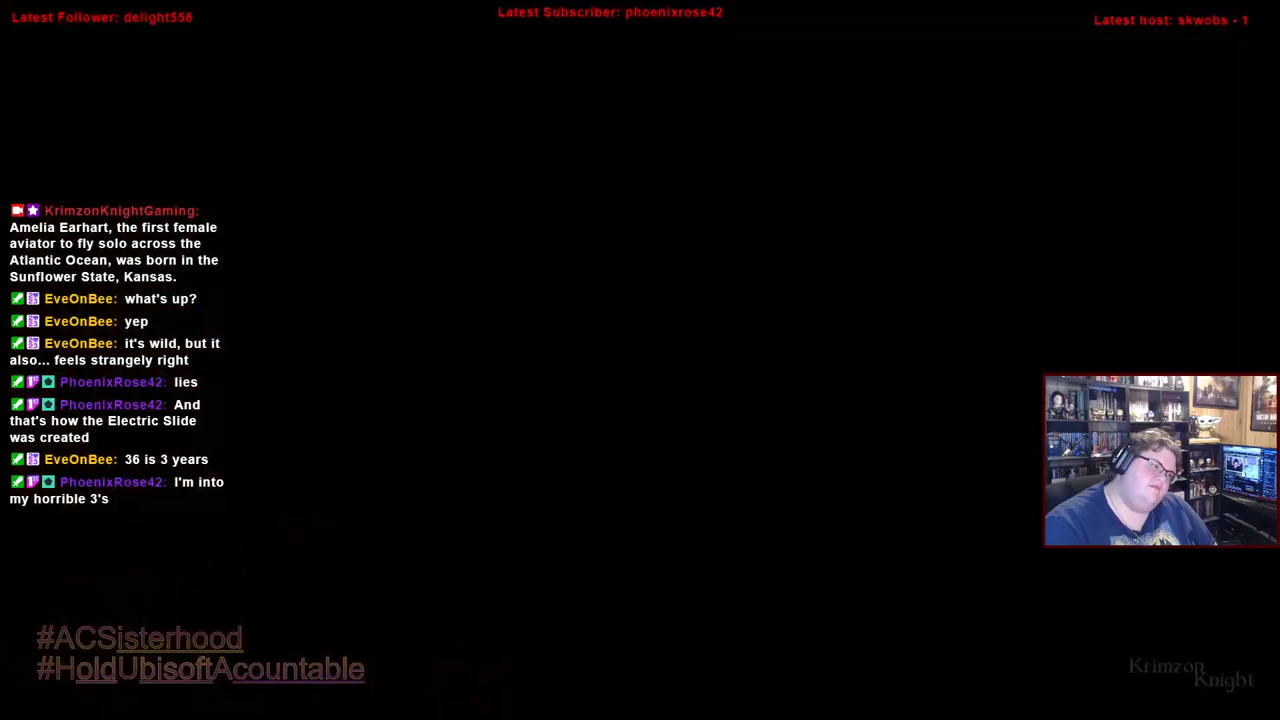 Latest Follower: delight556
Latest Subscriber: phoenixrose42
Latest host: skwobs - 1
KrimzonKnightGaming:
Amelia Earhart, the first female
aviator to fly solo across the
Atlantic Ocean, was born in the
Sunflower State, Kansas.
EveOnBee: what's up?
EveOnBee: yep
EveOnBee: it's wild, but it
also... feels strangely right
PhoenixRose42: lies
PhoenixRose42: And
that's how the Electric Slide
was created
EveOnBee: 36 is 3 years
PhoenixRose42: I'm into
my horrible 3's
#ACSisterhood
#HoldUbisoftAcountable
Krimzon
Knight